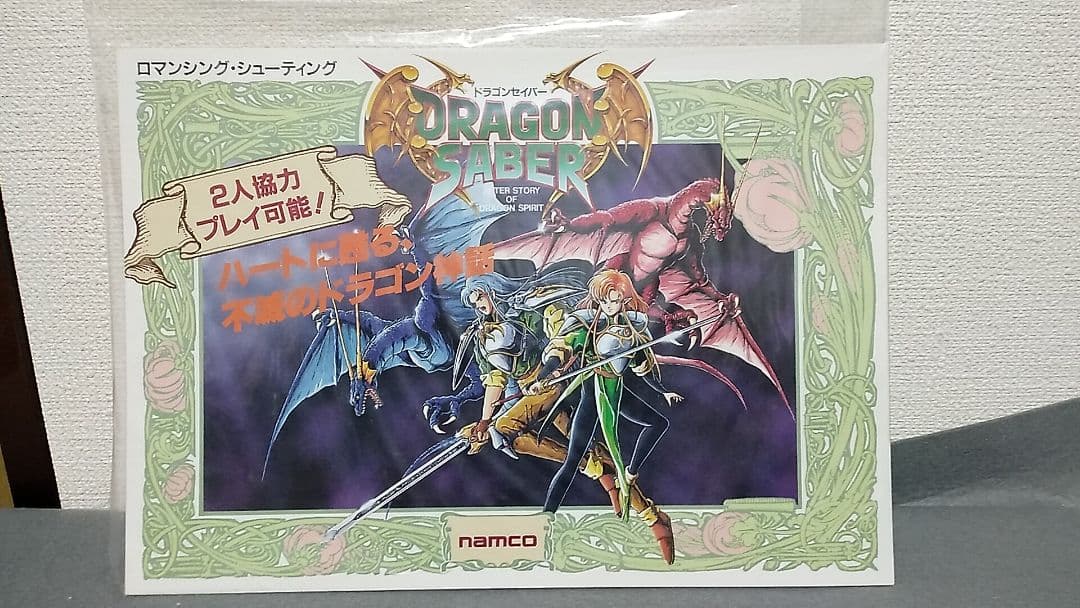 ロマンシング・シューティング
ドラゴンセイバー
DRAGON
SABER
AFTER STORY
OF
DRAGON SPIRIT
2人協力
プレイ可能!
ハートに甦る、
不滅のドラゴン神話
namco